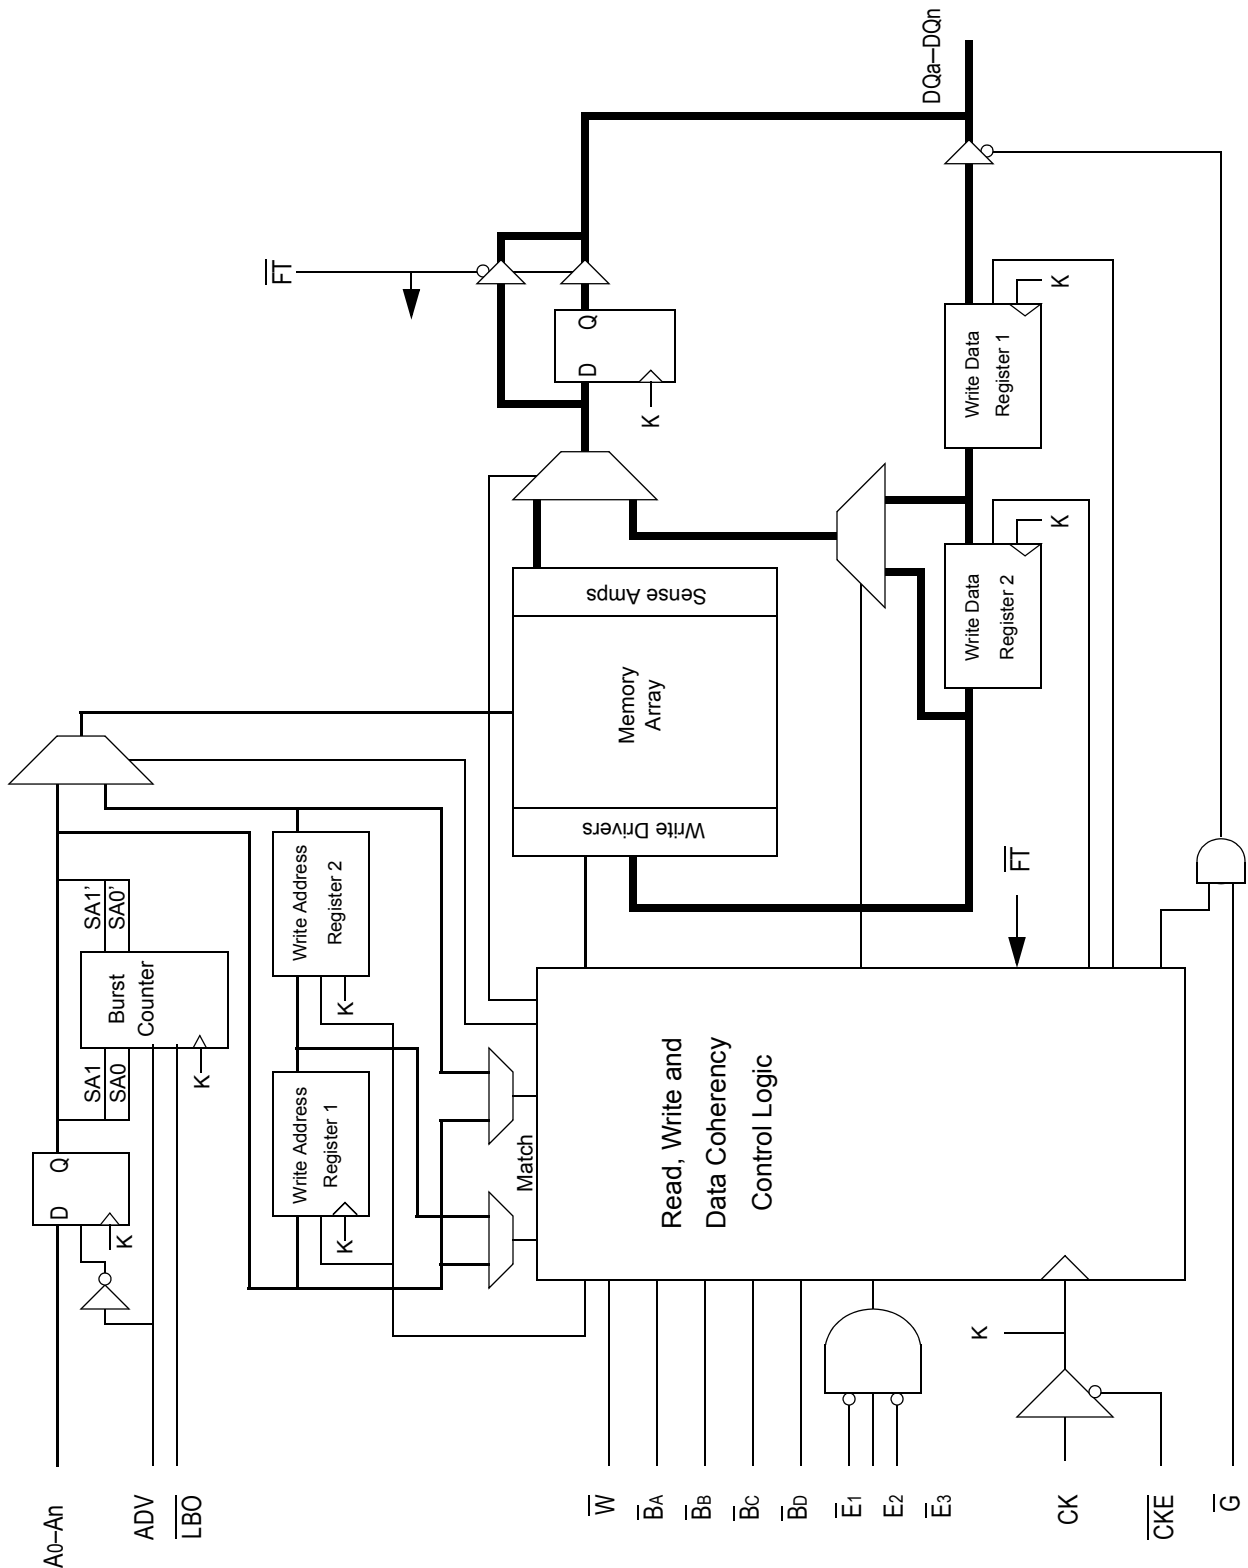 DQa–DQn
FT
D
Q
K
Write Data
Register 1
K
Write Data
Register 2
K
Sense Amps
Memory
Array
Write Drivers
FT
SA1'
SA0'
Burst
Counter
SA1
SA0
K
Write Address
Register 2
K
Write Address
Register 1
K
D
Q
K
Match
Read, Write and
Data Coherency
Control Logic
K
A0–An
ADV
LBO
W
BA
BB
BC
BD
E1
E2
E3
CK
CKE
G